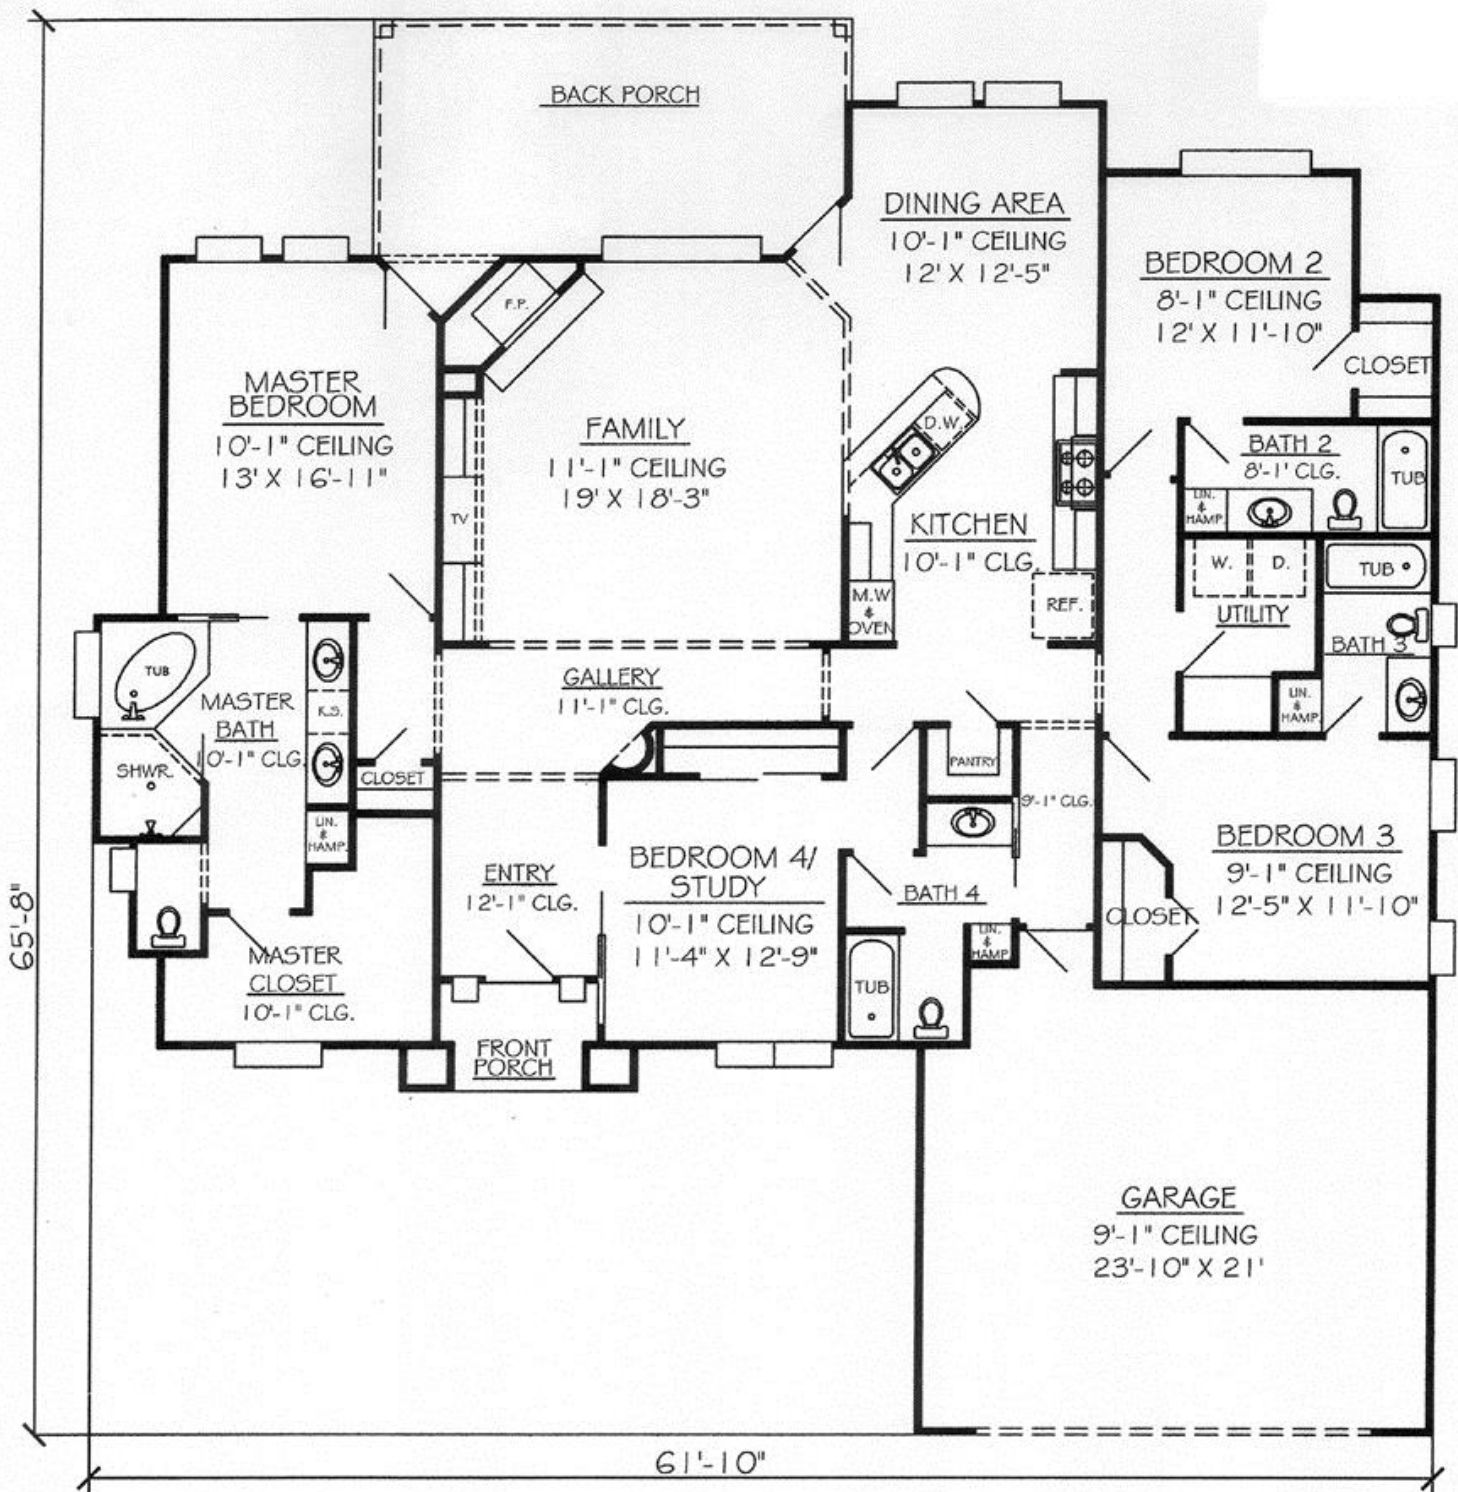 BACK PORCH
DINING AREA
10'-1" CEILING
12' X 12'-5"
BEDROOM 2
8'-1" CEILING
12' X 11'-10"
CLOSET
F.P.
MASTER
BEDROOM
10'-1" CEILING
13' X 16'-11"
FAMILY
11'-1" CEILING
19' X 18'-3"
TV
D.W.
KITCHEN
10'-1" CLG.
M.W
&
OVEN
REF.
BATH 2
8'-1' CLG.
TUB
LIN.
&
HAMP.
W.
D.
UTILITY
TUB
BATH 3
LIN.
&
HAMP.
TUB
MASTER
BATH
10'-1" CLG.
K.S.
SHWR.
CLOSET
LIN.
&
HAMP.
GALLERY
11'-1" CLG.
PANTRY
9'-1" CLG.
ENTRY
12'-1" CLG.
BEDROOM 4/
STUDY
10'-1" CEILING
11'-4" X 12'-9"
BATH 4
LIN.
&
HAMP.
TUB
BEDROOM 3
9'-1" CEILING
12'-5" X 11'-10"
CLOSET
MASTER
CLOSET
10'-1" CLG.
FRONT
PORCH
GARAGE
9'-1" CEILING
23'-10" X 21'
65'-8"
61'-10"